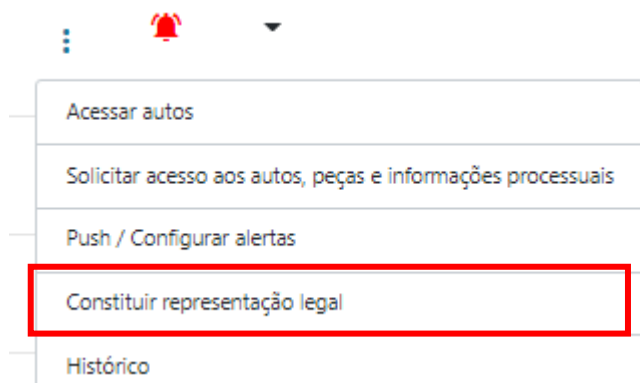 Acessar autos
Solicitar acesso aos autos, peças e informações processuais
Push / Configurar alertas
Constituir representação legal
Histórico